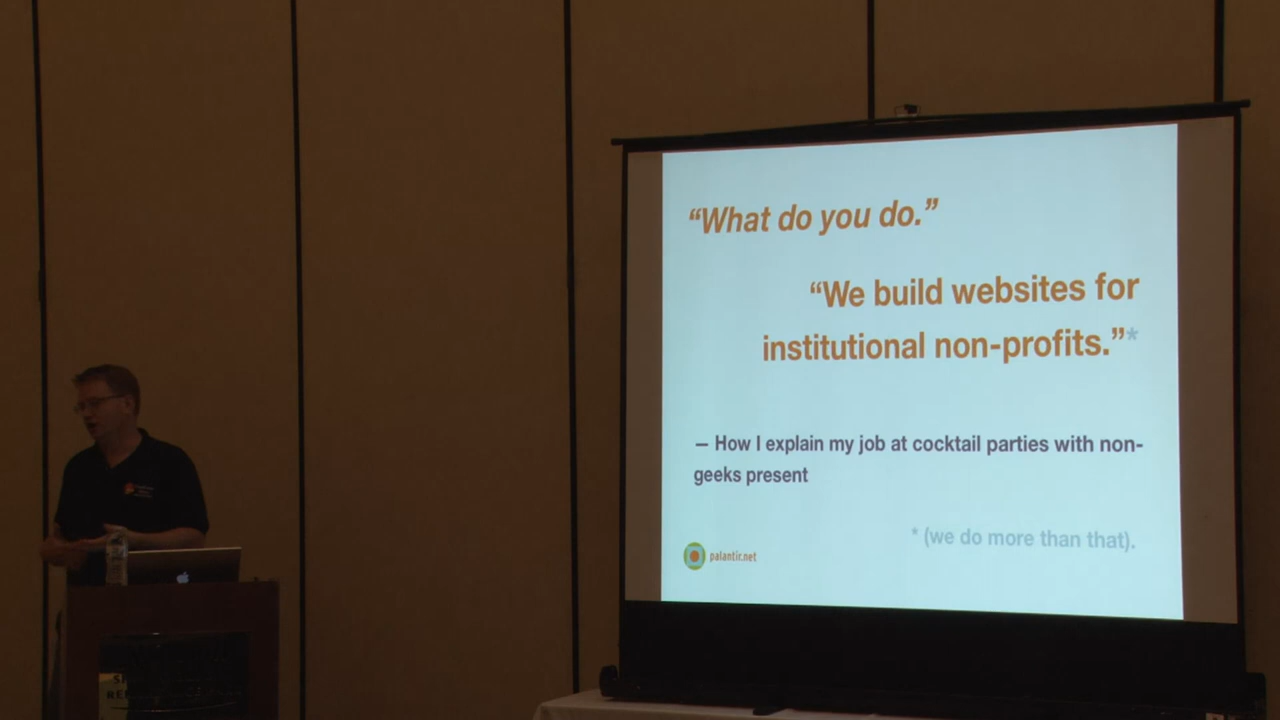 “What do you do.”
“We build websites for
institutional non-profits.”*
– How I explain my job at cocktail parties with non-
geeks present
* (we do more than that).
palantir.net